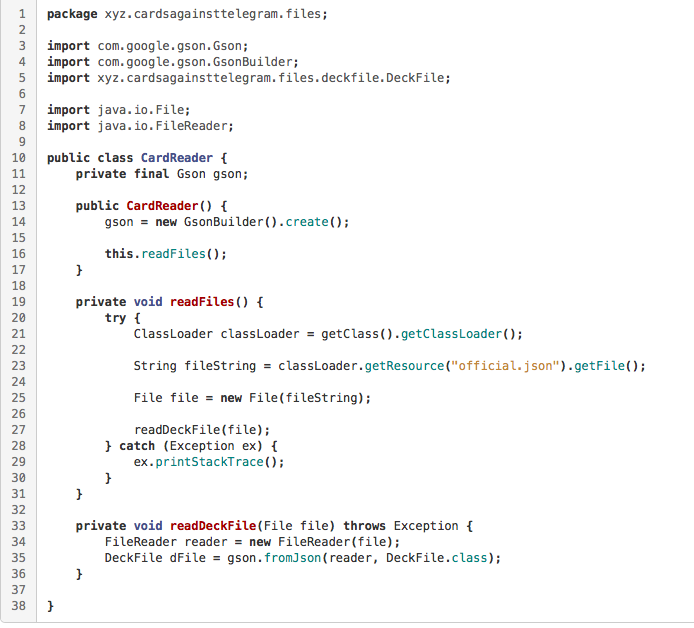 1 package xyz.cardsagainsttelegram.files;
2
3 import com.google.gson.Gson;
4 import com.google.gson.GsonBuilder;
5 import xyz.cardsagainsttelegram.files.deckfile.DeckFile;
6
7 import java.io.File;
8 import java.io.FileReader;
9
10 public class CardReader {
11     private final Gson gson;
12
13     public CardReader() {
14         gson = new GsonBuilder().create();
15
16         this.readFiles();
17     }
18
19     private void readFiles() {
20         try {
21             ClassLoader classLoader = getClass().getClassLoader();
22
23             String fileString = classLoader.getResource("official.json").getFile();
24
25             File file = new File(fileString);
26
27             readDeckFile(file);
28         } catch (Exception ex) {
29             ex.printStackTrace();
30         }
31     }
32
33     private void readDeckFile(File file) throws Exception {
34         FileReader reader = new FileReader(file);
35         DeckFile dFile = gson.fromJson(reader, DeckFile.class);
36     }
37
38 }